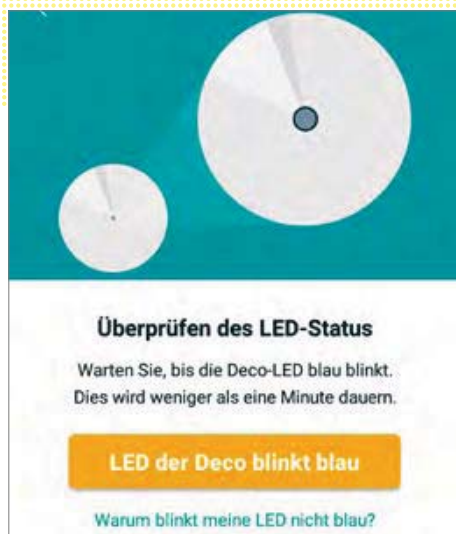 Überprüfen des LED-Status
Warten Sie, bis die Deco-LED blau blinkt.
Dies wird weniger als eine Minute dauern.
LED der Deco blinkt blau
Warum blinkt meine LED nicht blau?